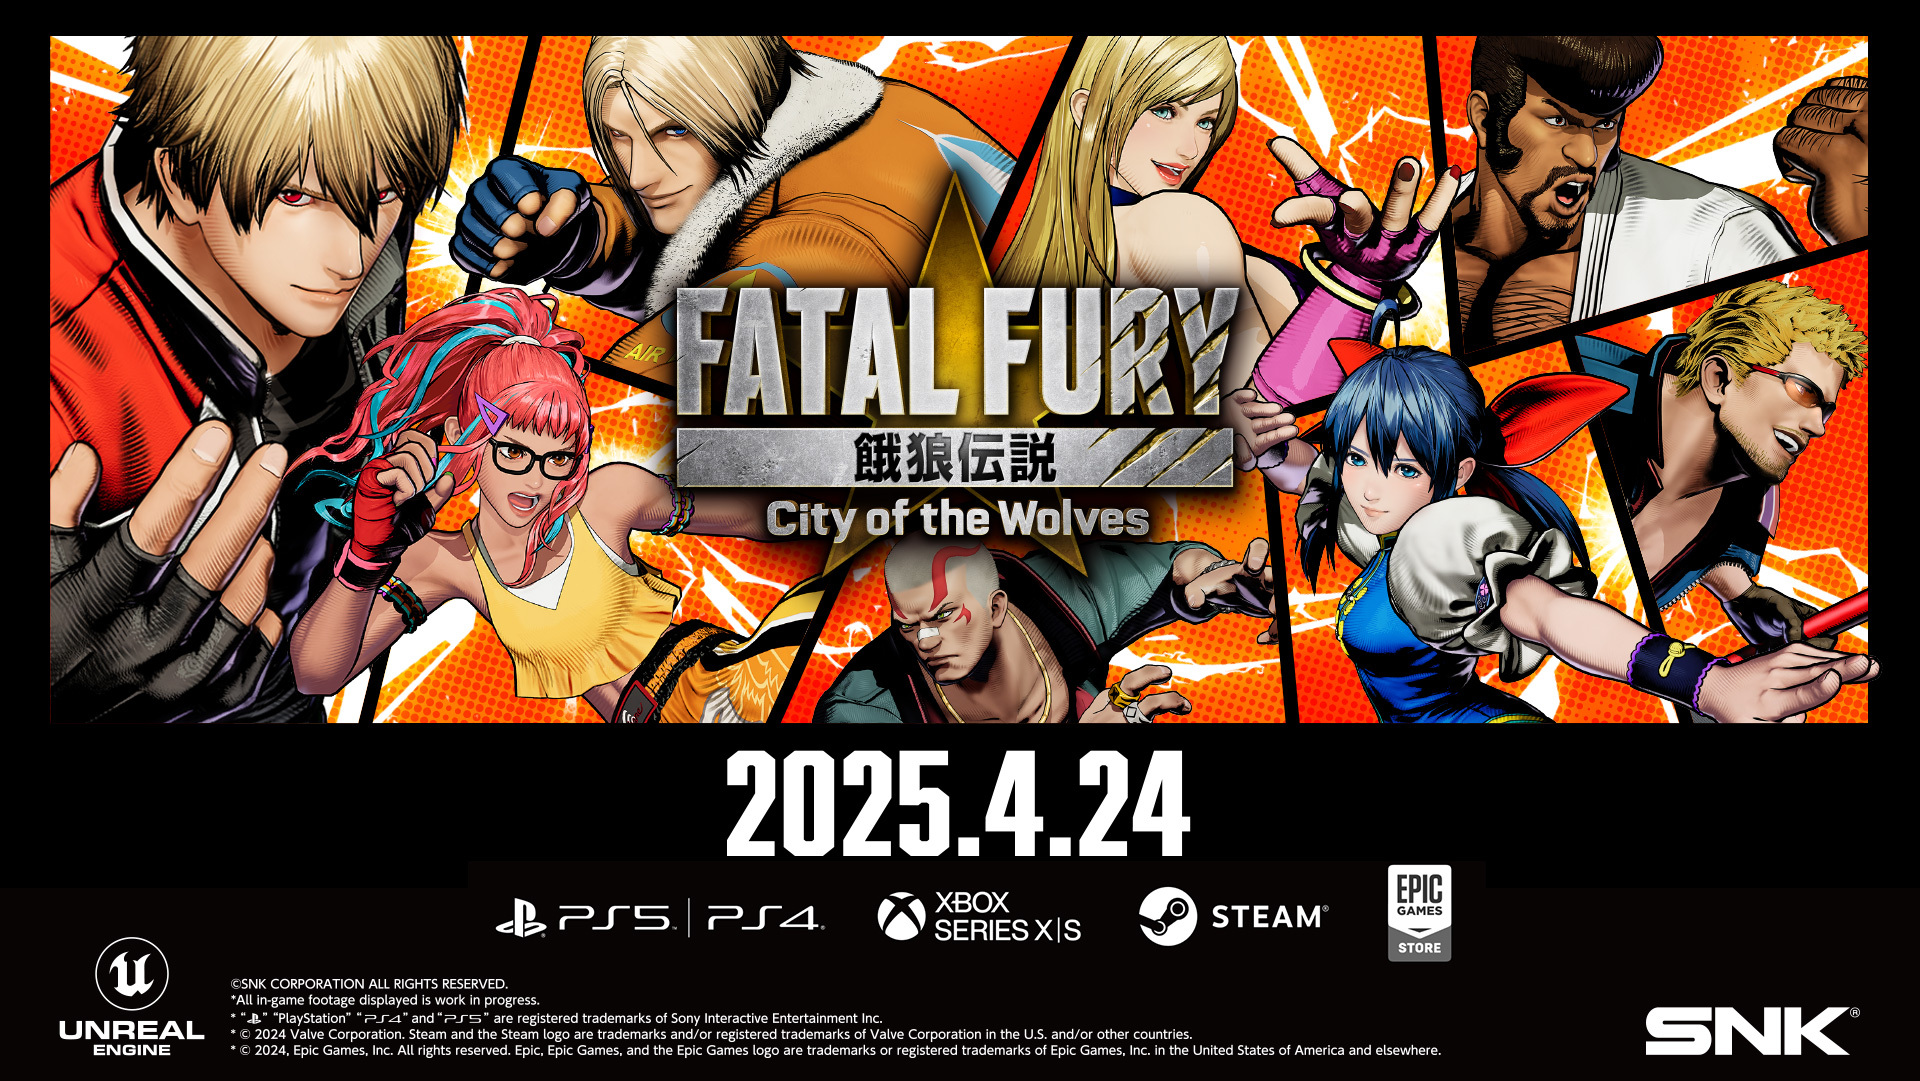 AIR
FATAL FURY
餓狼伝説
City of the Wolves
2025.4.24
PS5™ | PS4®
XBOX
SERIES X|S
STEAM®
EPIC
GAMES
STORE
UNREAL
ENGINE
©SNK CORPORATION ALL RIGHTS RESERVED.
*All in-game footage displayed is work in progress.
* “ ” “PlayStation” “PS4” and “PS5” are registered trademarks of Sony Interactive Entertainment Inc.
* © 2024 Valve Corporation. Steam and the Steam logo are trademarks and/or registered trademarks of Valve Corporation in the U.S. and/or other countries.
* © 2024, Epic Games, Inc. All rights reserved. Epic, Epic Games, and the Epic Games logo are trademarks or registered trademarks of Epic Games, Inc. in the United States of America and elsewhere.
SNK®